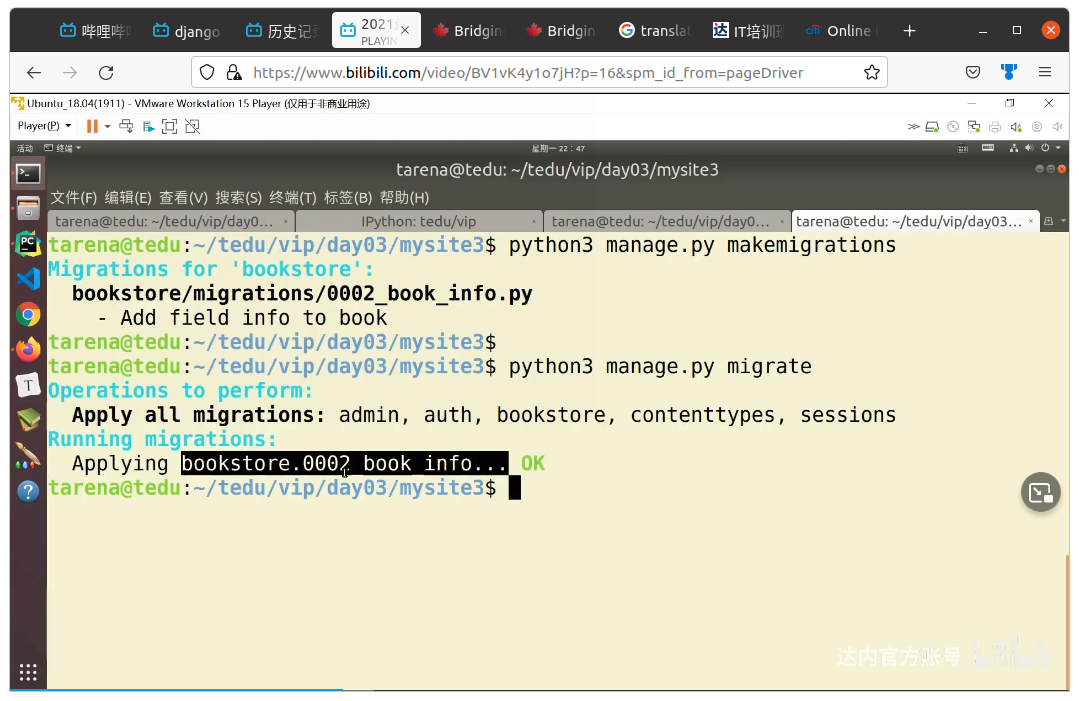 哔哩哔哩
django
历史记录
2021
PLAYIN
Bridgin
Bridgin
translat
达 IT培训班
citi Online
https://www.bilibili.com/video/BV1vK4y1o7jH?p=16&spm_id_from=pageDriver
Ubuntu_18.04(1911) - VMware Workstation 15 Player (仅用于非商业用途)
Player(P)
活动 终端 星期一 22：47
tarena@tedu: ~/tedu/vip/day03/mysite3
文件(F) 编辑(E) 查看(V) 搜索(S) 终端(T) 标签(B) 帮助(H)
tarena@tedu: ~/tedu/vip/day0... IPython: tedu/vip tarena@tedu: ~/tedu/vip/day0... tarena@tedu: ~/tedu/vip/day03...
tarena@tedu:~/tedu/vip/day03/mysite3$ python3 manage.py makemigrations
Migrations for 'bookstore':
bookstore/migrations/0002_book_info.py
- Add field info to book
tarena@tedu:~/tedu/vip/day03/mysite3$
tarena@tedu:~/tedu/vip/day03/mysite3$ python3 manage.py migrate
Operations to perform:
Apply all migrations: admin, auth, bookstore, contenttypes, sessions
Running migrations:
Applying bookstore.0002_book_info... OK
tarena@tedu:~/tedu/vip/day03/mysite3$
达内官方账号 bilibili